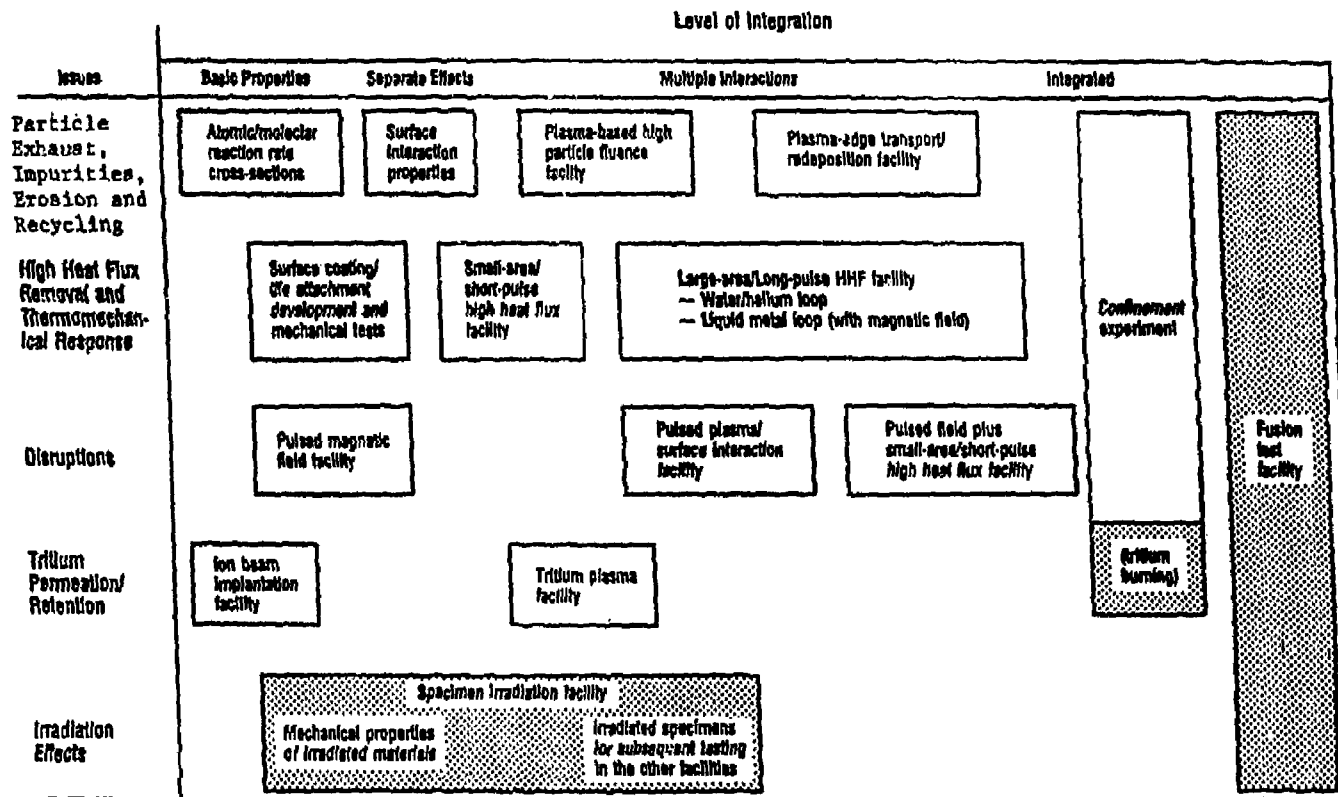 Level of Integration
Issues
Basic Properties
Separate Effects
Multiple Interactions
Integrated
Particle
Exhaust,
Impurities,
Erosion and
Recycling
Atomic/molecular
reaction rate
cross-sections
Surface
interaction
properties
Plasma-based high
particle fluence
facility
Plasma-edge transport/
redeposition facility
High Heat Flux
Removal and
Thermomechan-
ical Response
Surface coating/
tile attachment
development and
mechanical tests
Small-area/
short-pulse
high heat flux
facility
Large-area/Long-pulse HHF facility
– Water/helium loop
– Liquid metal loop (with magnetic field)
Confinement
experiment
Disruptions
Pulsed magnetic
field facility
Pulsed plasma/
surface interaction
facility
Pulsed field plus
small-area/short-pulse
high heat flux facility
Fusion
test
facility
Tritium
Permeation/
Retention
Ion beam
implantation
facility
Tritium plasma
facility
(tritium
burning)
Irradiation
Effects
Specimen irradiation facility
Mechanical properties
of irradiated materials
Irradiated specimens
for subsequent testing
in the other facilities